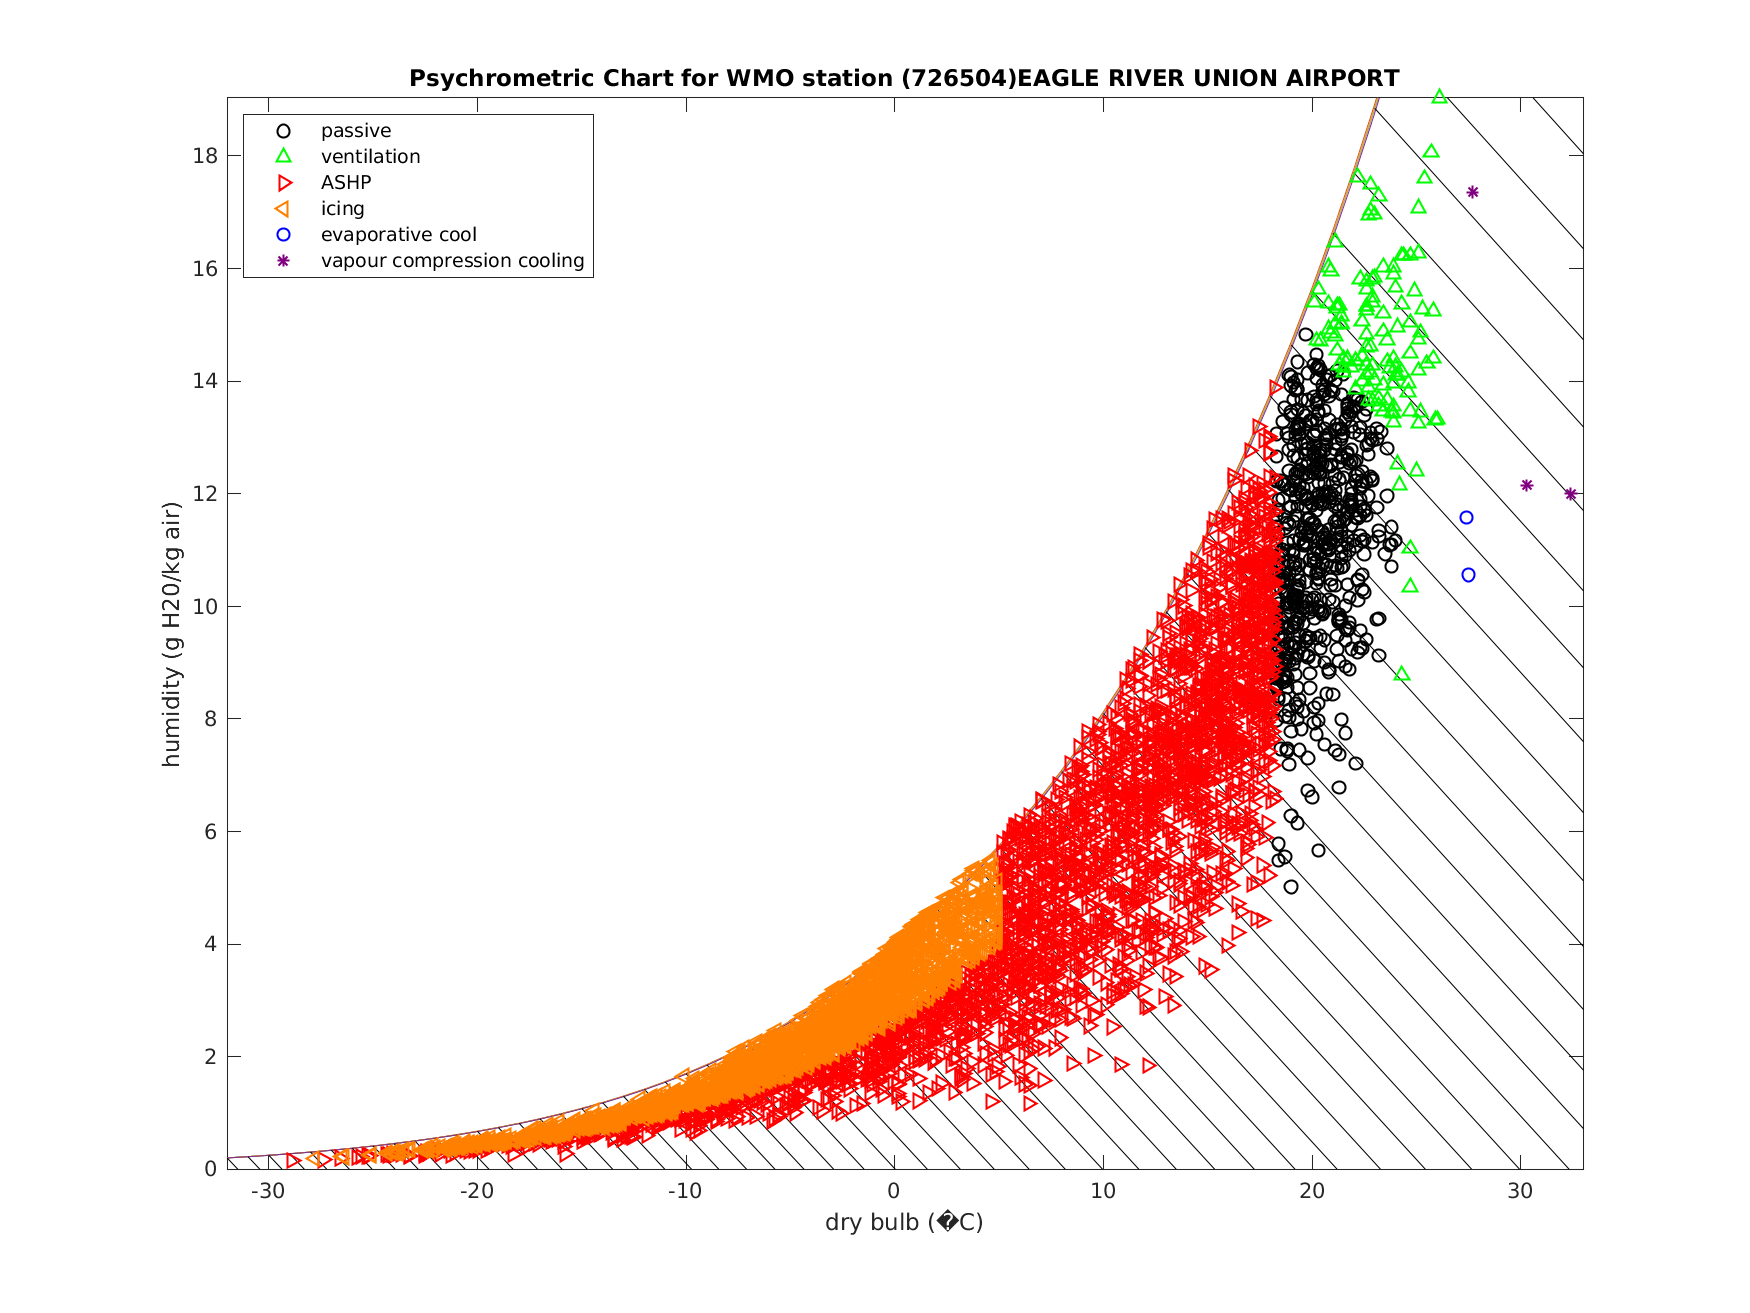 Psychrometric Chart for WMO station (726504)EAGLE RIVER UNION AIRPORT
passive
ventilation
ASHP
icing
evaporative cool
vapour compression cooling
humidity (g H20/kg air)
18
16
14
12
10
8
6
4
2
0
-30
-20
-10
0
10
20
30
dry bulb (�C)